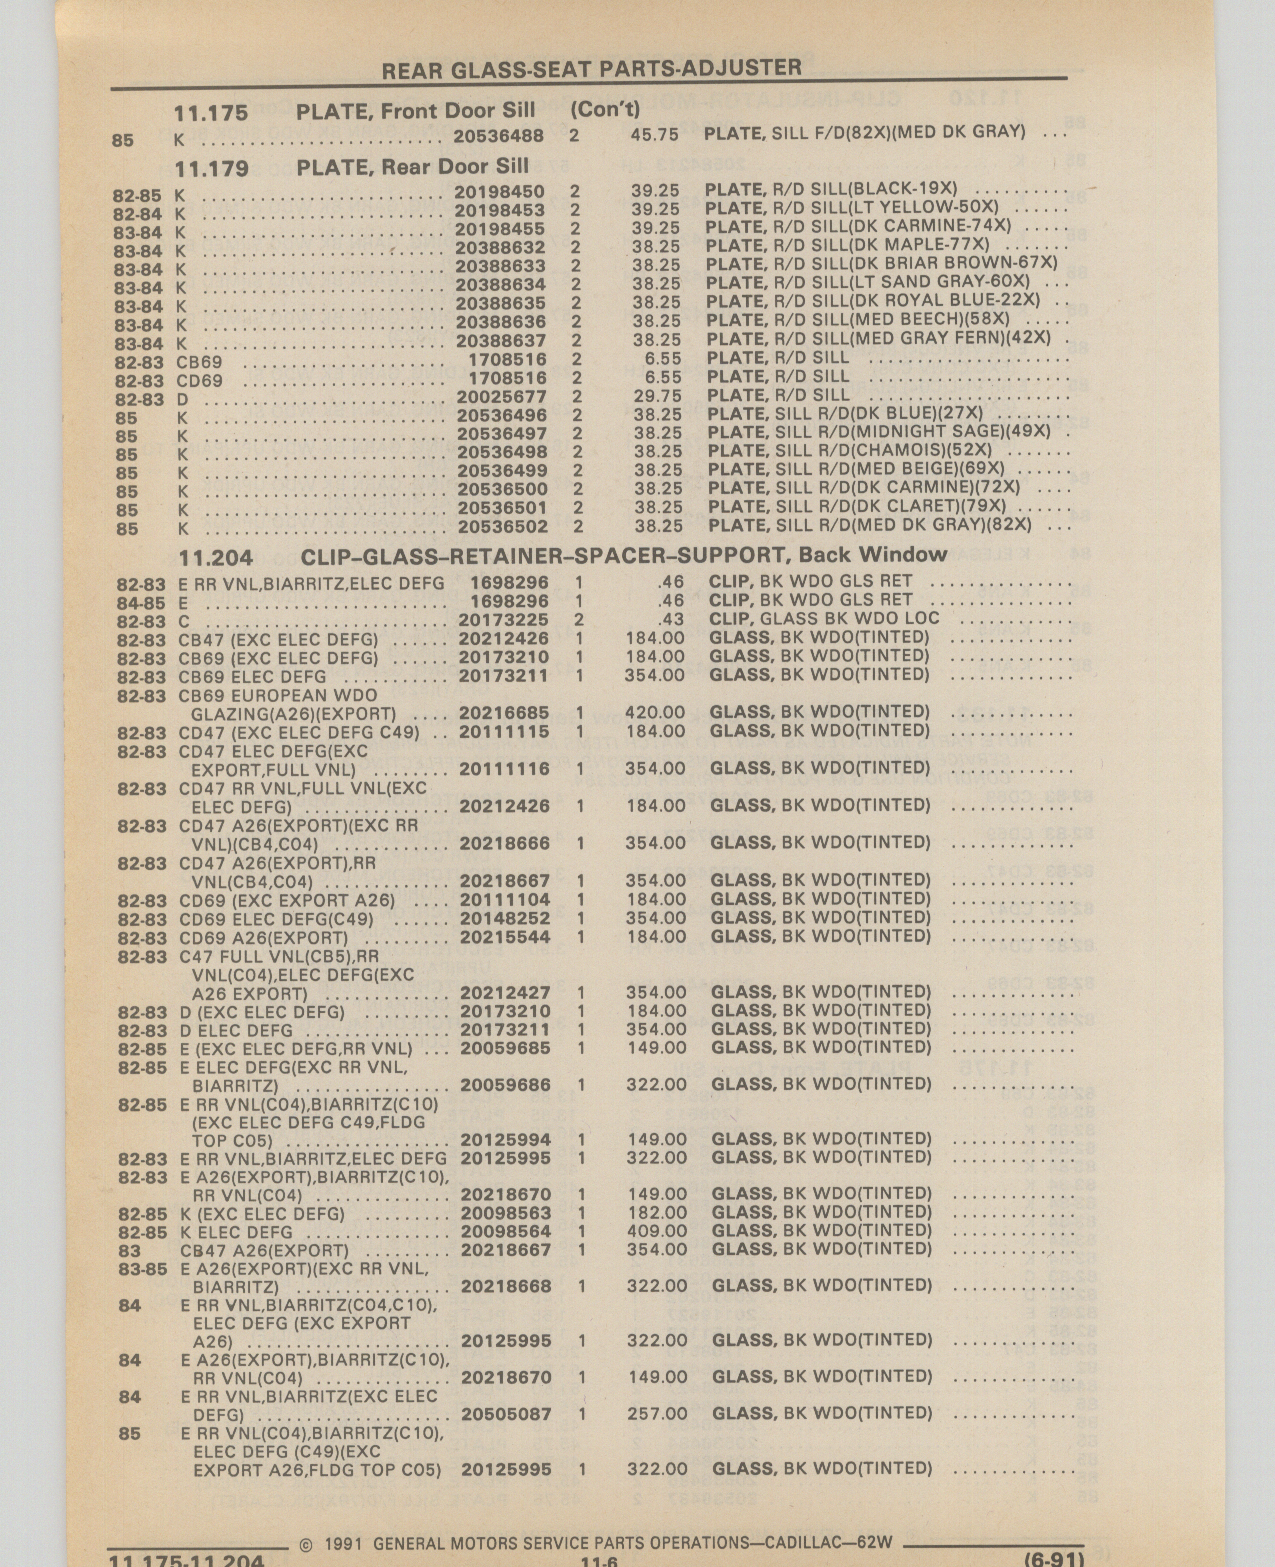 REAR GLASS-SEAT PARTS-ADJUSTER
11.175 PLATE, Front Door Sill (Con't)
85 K ........................ 20536488 2 45.75 PLATE, SILL F/D(82X)(MED DK GRAY) ...
11.179 PLATE, Rear Door Sill
82-85 K ........................ 20198450 2 39.25 PLATE, R/D SILL(BLACK-19X) ..........
82-84 K ........................ 20198453 2 39.25 PLATE, R/D SILL(LT YELLOW-50X) ......
83-84 K ........................ 20198455 2 39.25 PLATE, R/D SILL(DK CARMINE-74X) .....
83-84 K ........................ 20388632 2 38.25 PLATE, R/D SILL(DK MAPLE-77X) .......
83-84 K ........................ 20388633 2 38.25 PLATE, R/D SILL(DK BRIAR BROWN-67X)
83-84 K ........................ 20388634 2 38.25 PLATE, R/D SILL(LT SAND GRAY-60X) ...
83-84 K ........................ 20388635 2 38.25 PLATE, R/D SILL(DK ROYAL BLUE-22X) ..
83-84 K ........................ 20388636 2 38.25 PLATE, R/D SILL(MED BEECH)(58X) .....
83-84 K ........................ 20388637 2 38.25 PLATE, R/D SILL(MED GRAY FERN)(42X) .
82-83 CB69 .................... 1708516 2 6.55 PLATE, R/D SILL ....................
82-83 CD69 .................... 1708516 2 6.55 PLATE, R/D SILL ....................
82-83 D ........................ 20025677 2 29.75 PLATE, R/D SILL ....................
85 K ........................ 20536496 2 38.25 PLATE, SILL R/D(DK BLUE)(27X) ........
85 K ........................ 20536497 2 38.25 PLATE, SILL R/D(MIDNIGHT SAGE)(49X) .
85 K ........................ 20536498 2 38.25 PLATE, SILL R/D(CHAMOIS)(52X) .......
85 K ........................ 20536499 2 38.25 PLATE, SILL R/D(MED BEIGE)(69X) ......
85 K ........................ 20536500 2 38.25 PLATE, SILL R/D(DK CARMINE)(72X) ....
85 K ........................ 20536501 2 38.25 PLATE, SILL R/D(DK CLARET)(79X) ......
85 K ........................ 20536502 2 38.25 PLATE, SILL R/D(MED DK GRAY)(82X) ...
11.204 CLIP–GLASS–RETAINER–SPACER–SUPPORT, Back Window
82-83 E RR VNL,BIARRITZ,ELEC DEFG 1698296 1 .46 CLIP, BK WDO GLS RET ..............
84-85 E ........................ 1698296 1 .46 CLIP, BK WDO GLS RET ..............
82-83 C ........................ 20173225 2 .43 CLIP, GLASS BK WDO LOC ...........
82-83 CB47 (EXC ELEC DEFG) ...... 20212426 1 184.00 GLASS, BK WDO(TINTED) ............
82-83 CB69 (EXC ELEC DEFG) ...... 20173210 1 184.00 GLASS, BK WDO(TINTED) ............
82-83 CB69 ELEC DEFG ........... 20173211 1 354.00 GLASS, BK WDO(TINTED) ............
82-83 CB69 EUROPEAN WDO
GLAZING(A26)(EXPORT) .... 20216685 1 420.00 GLASS, BK WDO(TINTED) ............
82-83 CD47 (EXC ELEC DEFG C49) .. 20111115 1 184.00 GLASS, BK WDO(TINTED) ............
82-83 CD47 ELEC DEFG(EXC
EXPORT,FULL VNL) ........ 20111116 1 354.00 GLASS, BK WDO(TINTED) ............
82-83 CD47 RR VNL,FULL VNL(EXC
ELEC DEFG) .............. 20212426 1 184.00 GLASS, BK WDO(TINTED) ............
82-83 CD47 A26(EXPORT)(EXC RR
VNL)(CB4,C04) ........... 20218666 1 354.00 GLASS, BK WDO(TINTED) ............
82-83 CD47 A26(EXPORT),RR
VNL(CB4,C04) ............ 20218667 1 354.00 GLASS, BK WDO(TINTED) ............
82-83 CD69 (EXC EXPORT A26) .... 20111104 1 184.00 GLASS, BK WDO(TINTED) ............
82-83 CD69 ELEC DEFG(C49) ...... 20148252 1 354.00 GLASS, BK WDO(TINTED) ............
82-83 CD69 A26(EXPORT) ......... 20215544 1 184.00 GLASS, BK WDO(TINTED) ............
82-83 C47 FULL VNL(CB5),RR
VNL(C04),ELEC DEFG(EXC
A26 EXPORT) ............ 20212427 1 354.00 GLASS, BK WDO(TINTED) ............
82-83 D (EXC ELEC DEFG) ......... 20173210 1 184.00 GLASS, BK WDO(TINTED) ............
82-83 D ELEC DEFG .............. 20173211 1 354.00 GLASS, BK WDO(TINTED) ............
82-85 E (EXC ELEC DEFG,RR VNL) ... 20059685 1 149.00 GLASS, BK WDO(TINTED) ............
82-85 E ELEC DEFG(EXC RR VNL,
BIARRITZ) ............... 20059686 1 322.00 GLASS, BK WDO(TINTED) ............
82-85 E RR VNL(C04),BIARRITZ(C10)
(EXC ELEC DEFG C49,FLDG
TOP C05) ................ 20125994 1 149.00 GLASS, BK WDO(TINTED) ............
82-83 E RR VNL,BIARRITZ,ELEC DEFG 20125995 1 322.00 GLASS, BK WDO(TINTED) ............
82-83 E A26(EXPORT),BIARRITZ(C10),
RR VNL(C04) ............. 20218670 1 149.00 GLASS, BK WDO(TINTED) ............
82-85 K (EXC ELEC DEFG) ......... 20098563 1 182.00 GLASS, BK WDO(TINTED) ............
82-85 K ELEC DEFG .............. 20098564 1 409.00 GLASS, BK WDO(TINTED) ............
83 CB47 A26(EXPORT) ......... 20218667 1 354.00 GLASS, BK WDO(TINTED) ............
83-85 E A26(EXPORT)(EXC RR VNL,
BIARRITZ) ............... 20218668 1 322.00 GLASS, BK WDO(TINTED) ............
84 E RR VNL,BIARRITZ(C04,C10),
ELEC DEFG (EXC EXPORT
A26) .................... 20125995 1 322.00 GLASS, BK WDO(TINTED) ............
84 E A26(EXPORT),BIARRITZ(C10),
RR VNL(C04) ............. 20218670 1 149.00 GLASS, BK WDO(TINTED) ............
84 E RR VNL,BIARRITZ(EXC ELEC
DEFG) ................... 20505087 1 257.00 GLASS, BK WDO(TINTED) ............
85 E RR VNL(C04),BIARRITZ(C10),
ELEC DEFG (C49)(EXC
EXPORT A26,FLDG TOP C05) 20125995 1 322.00 GLASS, BK WDO(TINTED) ............
© 1991 GENERAL MOTORS SERVICE PARTS OPERATIONS—CADILLAC—62W
11.175-11.204 11-6 (6-91)